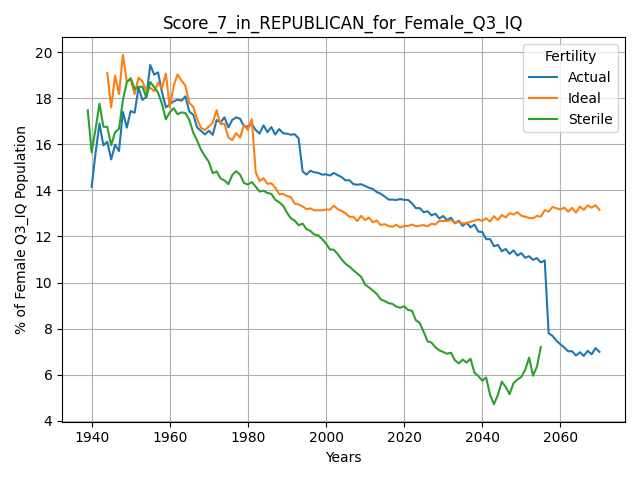 Score_7_in_REPUBLICAN_for_Female_Q3_IQ
% of Female Q3_IQ Population
20
18
16
14
12
10
8
6
4
Fertility
Actual
Ideal
Sterile
1940 1960 1980 2000 2020 2040 2060
Years